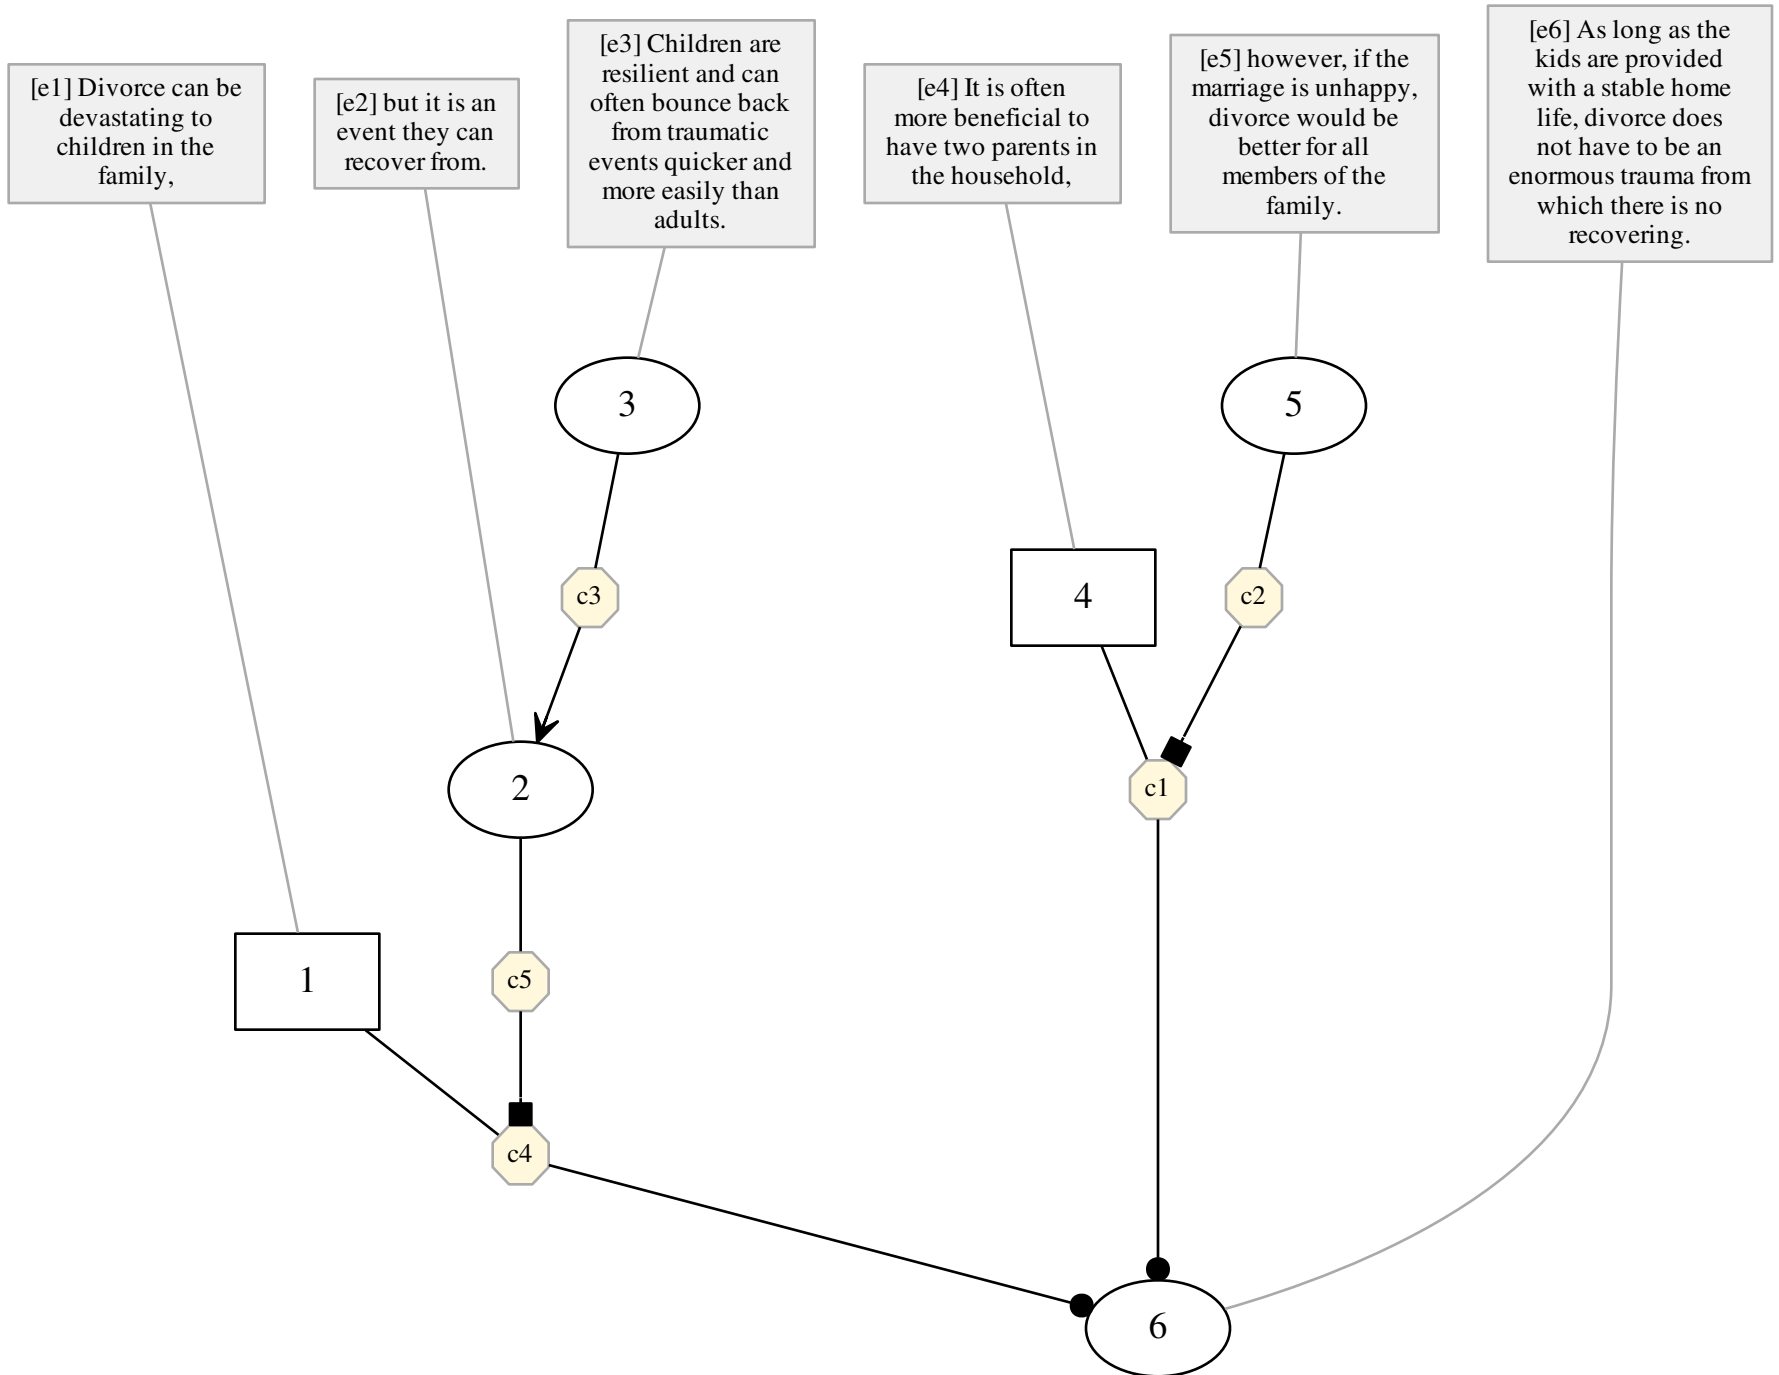 [e1] Divorce can be
devastating to
children in the
family,
[e2] but it is an
event they can
recover from.
[e3] Children are
resilient and can
often bounce back
from traumatic
events quicker and
more easily than
adults.
[e4] It is often
more beneficial to
have two parents in
the household,
[e5] however, if the
marriage is unhappy,
divorce would be
better for all
members of the
family.
[e6] As long as the
kids are provided
with a stable home
life, divorce does
not have to be an
enormous trauma from
which there is no
recovering.
3
5
c3
4
c2
2
c1
1
c5
c4
6